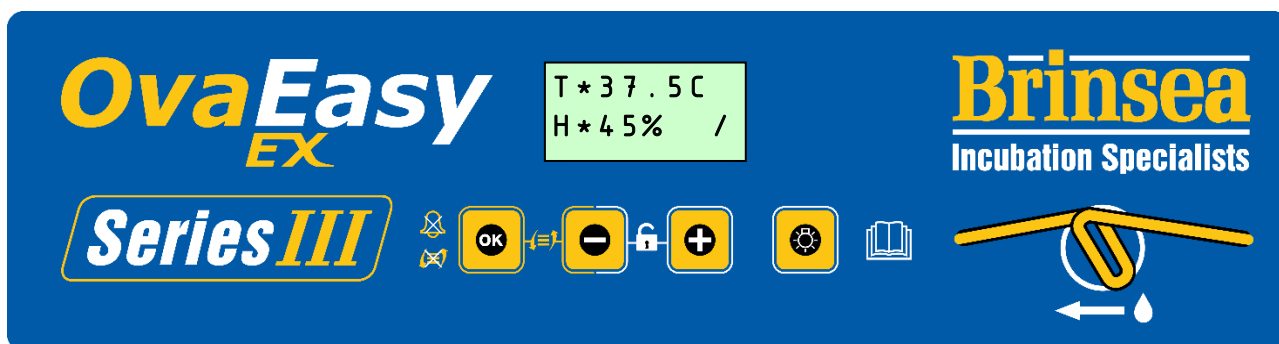 OvaEasy
EX
T*37.5C
H*45% /
Brinsea
Incubation Specialists
Series III
OK - +